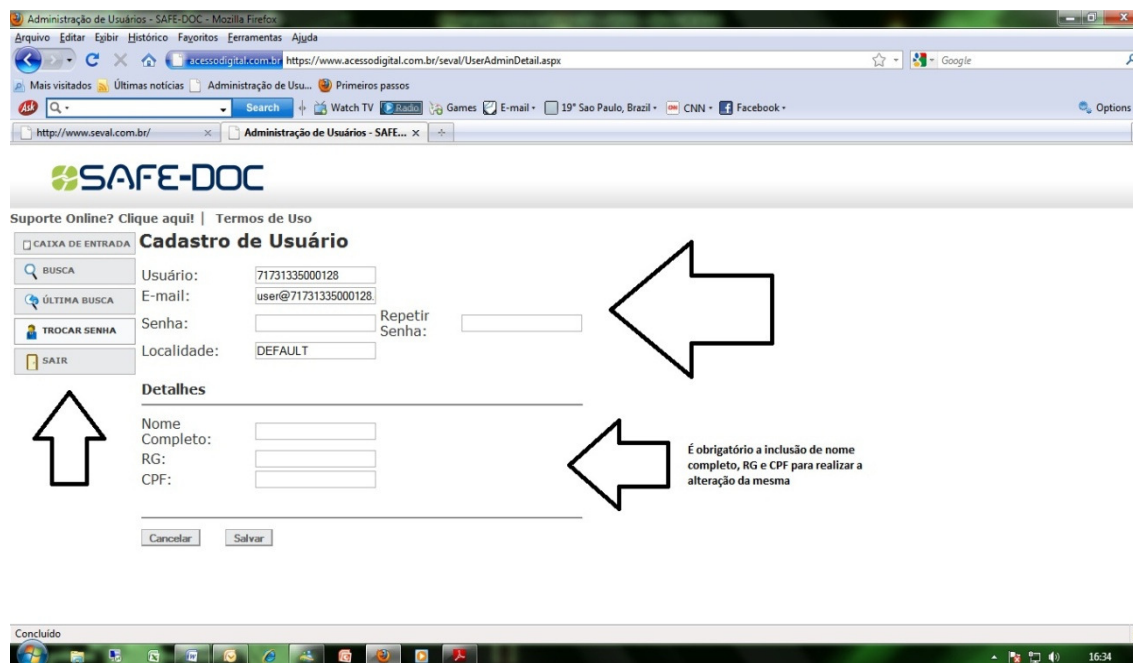 Administração de Usuários - SAFE-DOC - Mozilla Firefox
Arquivo Editar Exibir Histórico Favoritos Ferramentas Ajuda
acessodigital.com.br https://www.acessodigital.com.br/seval/UserAdminDetail.aspx
Google
Mais visitados Últimas notícias Administração de Usu... Primeiros passos
Ask Search Watch TV Radio Games E-mail 19° Sao Paulo, Brazil CNN Facebook Options
http://www.seval.com.br/ Administração de Usuários - SAFE...
SAFE-DOC
Suporte Online? Clique aqui! | Termos de Uso
CAIXA DE ENTRADA
BUSCA
ÚLTIMA BUSCA
TROCAR SENHA
SAIR
Cadastro de Usuário
Usuário: 71731335000128
E-mail: user@71731335000128.
Senha: Repetir Senha:
Localidade: DEFAULT
Detalhes
Nome
Completo:
RG:
CPF:
É obrigatório a inclusão de nome
completo, RG e CPF para realizar a
alteração da mesma
Cancelar Salvar
Concluído
16:34